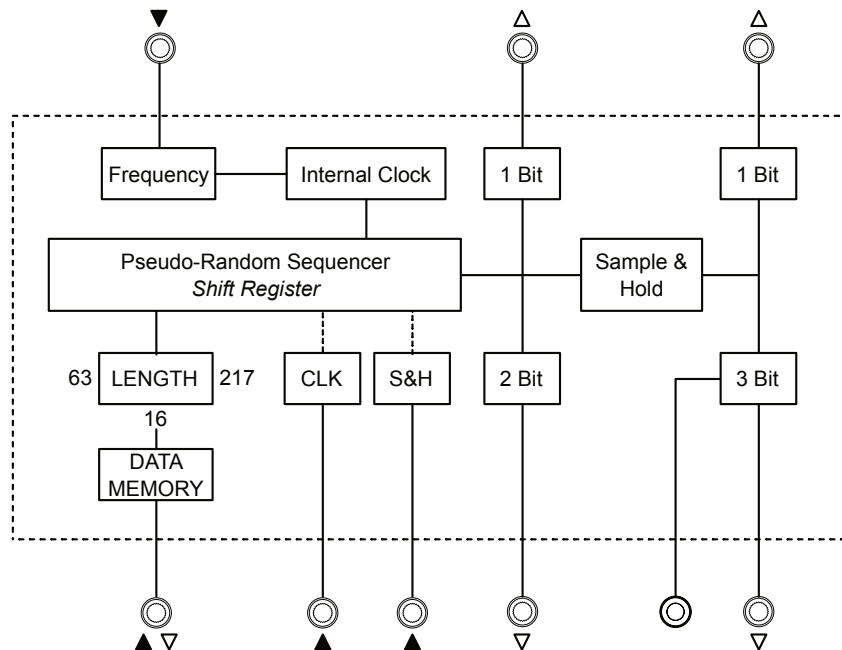 Frequency
Internal Clock
1 Bit
1 Bit
Pseudo-Random Sequencer
Shift Register
Sample &
Hold
63
LENGTH
217
CLK
S&H
2 Bit
3 Bit
16
DATA
MEMORY